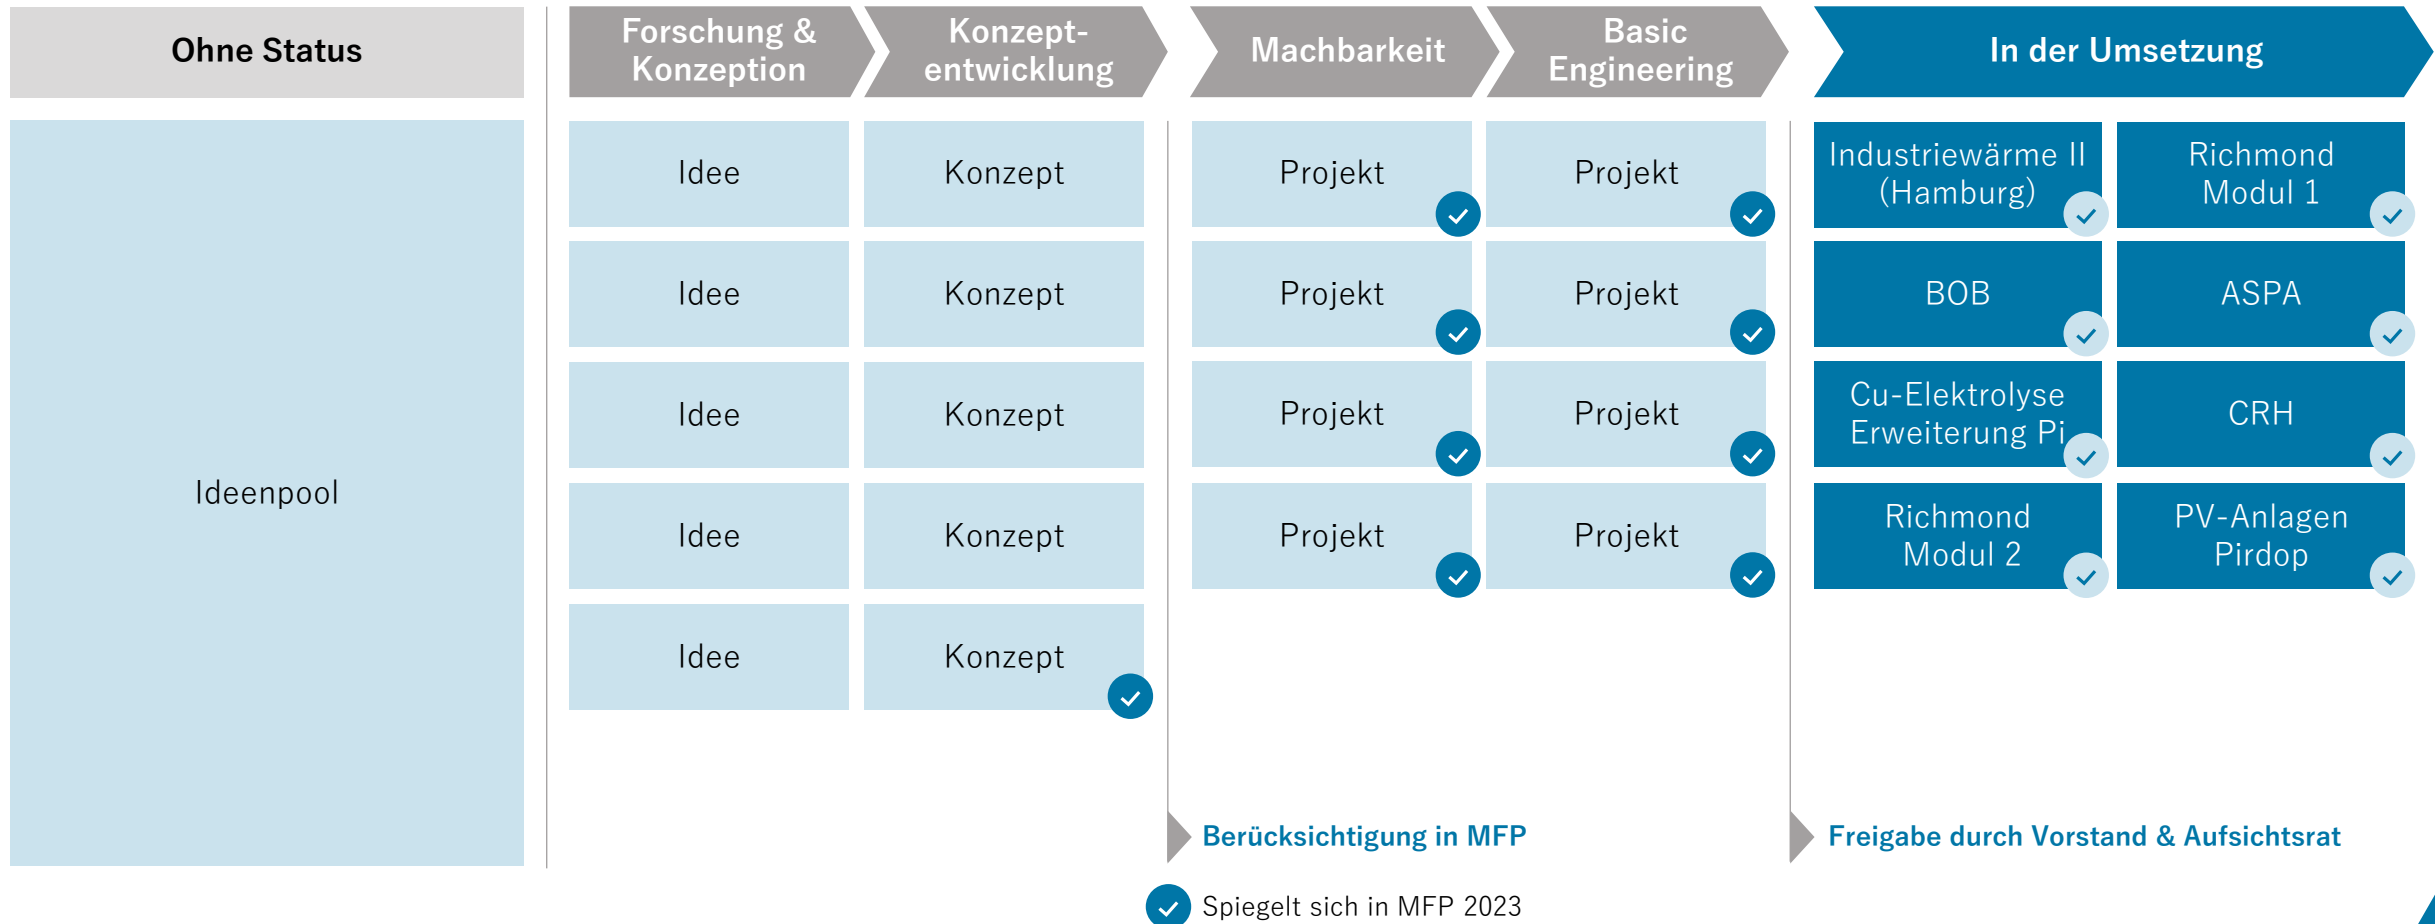 Ohne Status
Forschung &
Konzeption
Konzept-
entwicklung
Machbarkeit
Basic
Engineering
In der Umsetzung
Ideenpool
Idee
Konzept
Projekt
Projekt
Industriewärme II
(Hamburg)
Richmond
Modul 1
Idee
Konzept
Projekt
Projekt
BOB
ASPA
Idee
Konzept
Projekt
Projekt
Cu-Elektrolyse
Erweiterung Pi
CRH
Idee
Konzept
Projekt
Projekt
Richmond
Modul 2
PV-Anlagen
Pirdop
Idee
Konzept
Berücksichtigung in MFP
Freigabe durch Vorstand & Aufsichtsrat
Spiegelt sich in MFP 2023